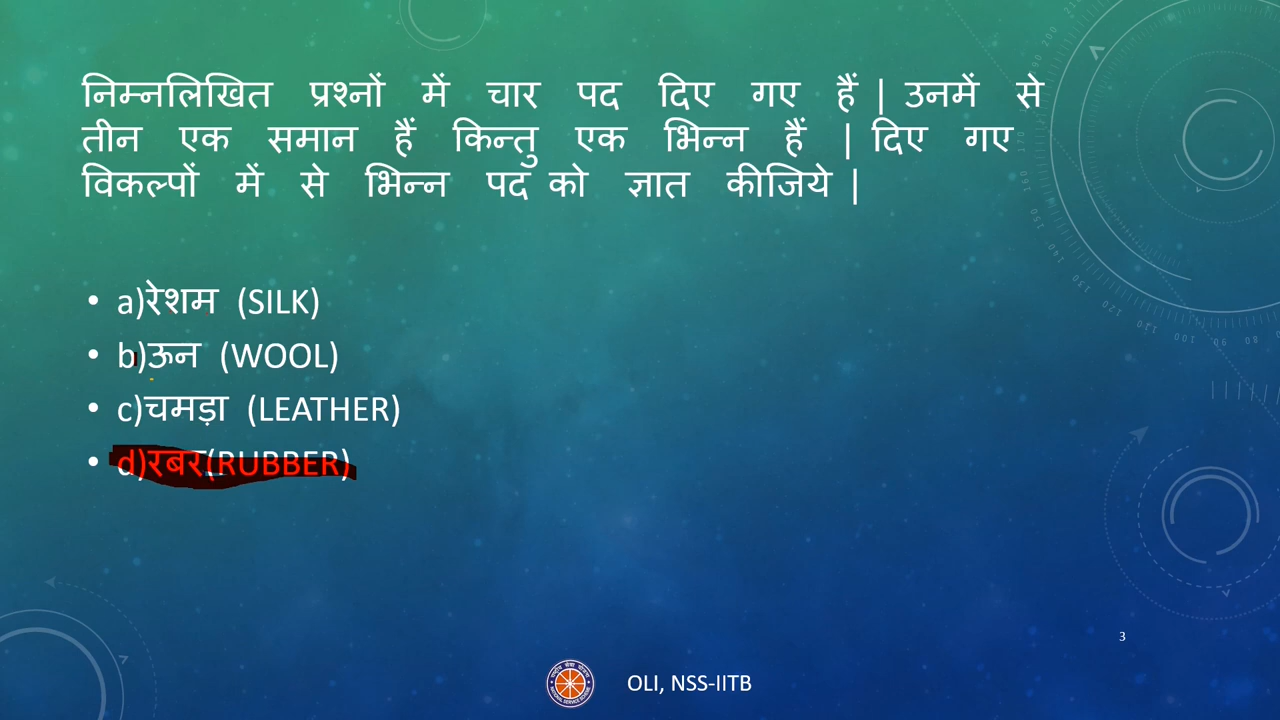 निम्नलिखित प्रश्नों में चार पद दिए गए हैं | उनमें से
तीन एक समान हैं किन्तु एक भिन्न हैं | दिए गए
विकल्पों में से भिन्न पद को ज्ञात कीजिये |
• a)रेशम (SILK)
• b)ऊन (WOOL)
• c)चमड़ा (LEATHER)
• d)रबर(RUBBER)
3
OLI, NSS-IITB